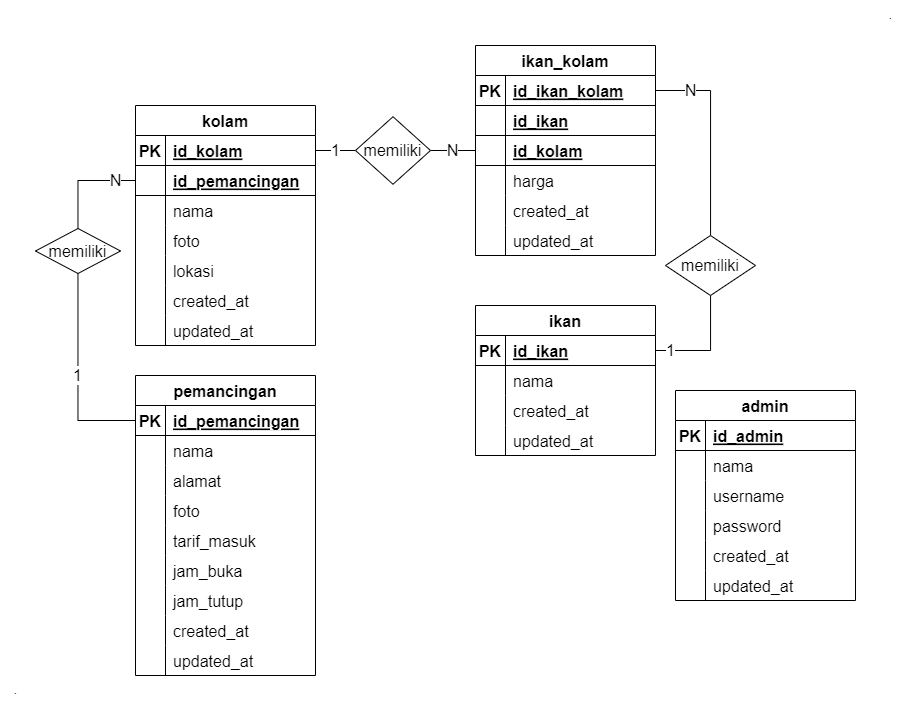 kolam
PK id_kolam
id_pemancingan
nama
foto
lokasi
created_at
updated_at
1
memiliki
N
ikan_kolam
PK id_ikan_kolam
id_ikan
id_kolam
harga
created_at
updated_at
N
memiliki
1
N
memiliki
1
pemancingan
PK id_pemancingan
nama
alamat
foto
tarif_masuk
jam_buka
jam_tutup
created_at
updated_at
ikan
PK id_ikan
nama
created_at
updated_at
admin
PK id_admin
nama
username
password
created_at
updated_at